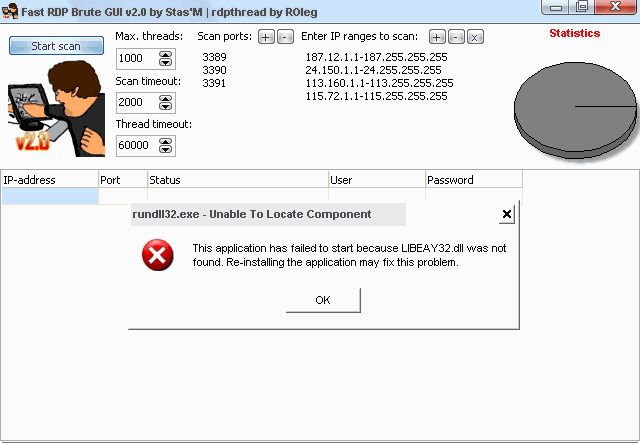 Fast RDP Brute GUI v2.0 by Stas'M | rdpthread by ROleg
Start scan
v2.0
Max. threads:
1000
Scan timeout:
2000
Thread timeout:
60000
Scan ports: + -
3389
3390
3391
Enter IP ranges to scan: + - x
187.12.1.1-187.255.255.255
24.150.1.1-24.255.255.255
113.160.1.1-113.255.255.255
115.72.1.1-115.255.255.255
Statistics
IP-address Port Status User Password
rundll32.exe - Unable To Locate Component
This application has failed to start because LIBEAY32.dll was not
found. Re-installing the application may fix this problem.
OK